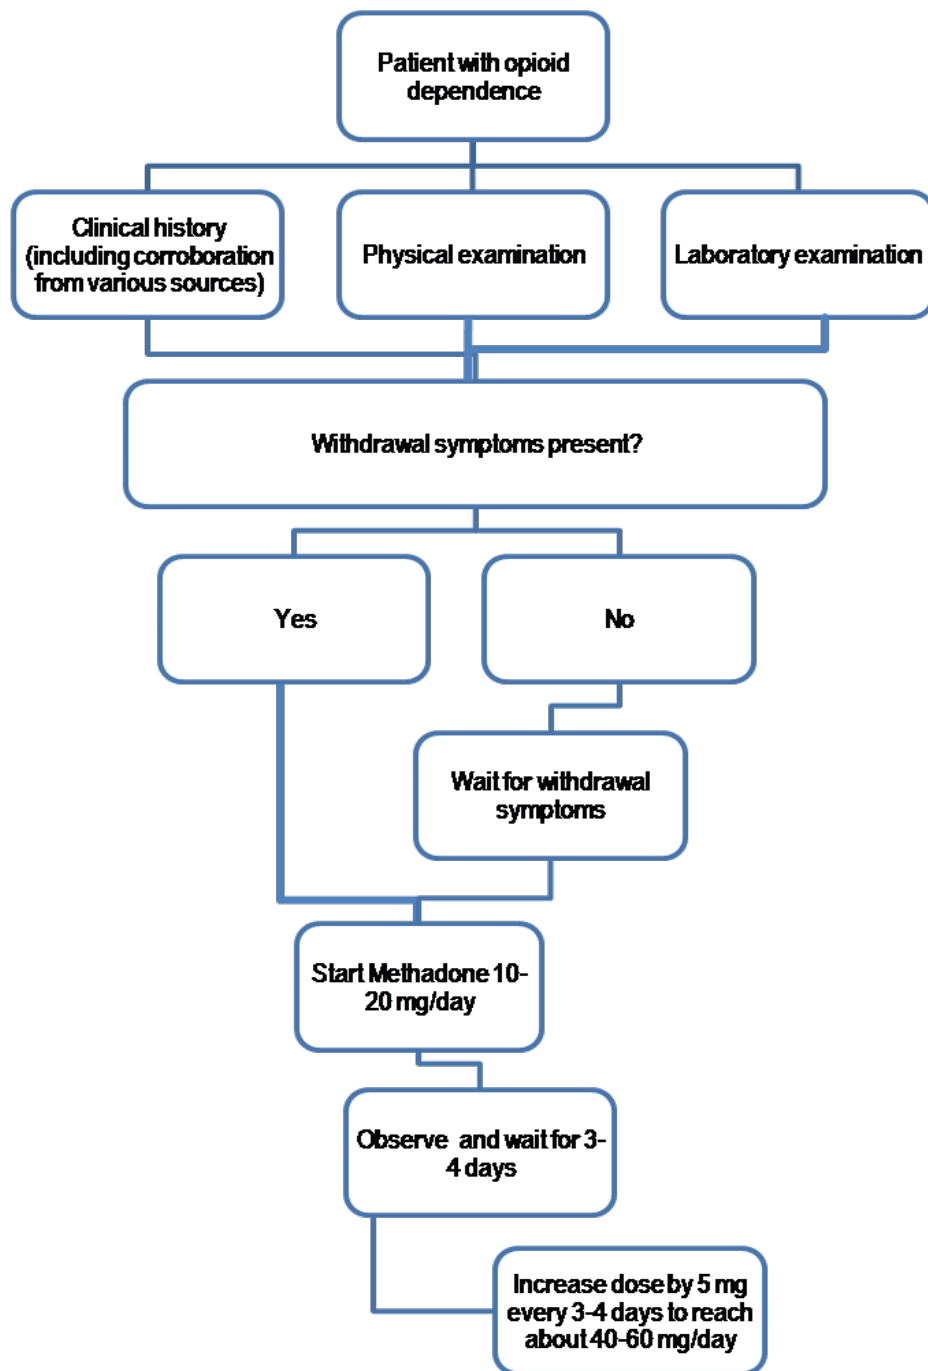 Patient with opioid
dependence
Clinical history
(including corroboration
from various sources)
Physical examination
Laboratory examination
Withdrawal symptoms present?
Yes
No
Wait for withdrawal
symptoms
Start Methadone 10-
20 mg/day
Observe and wait for 3-
4 days
Increase dose by 5 mg
every 3-4 days to reach
about 40-60 mg/day